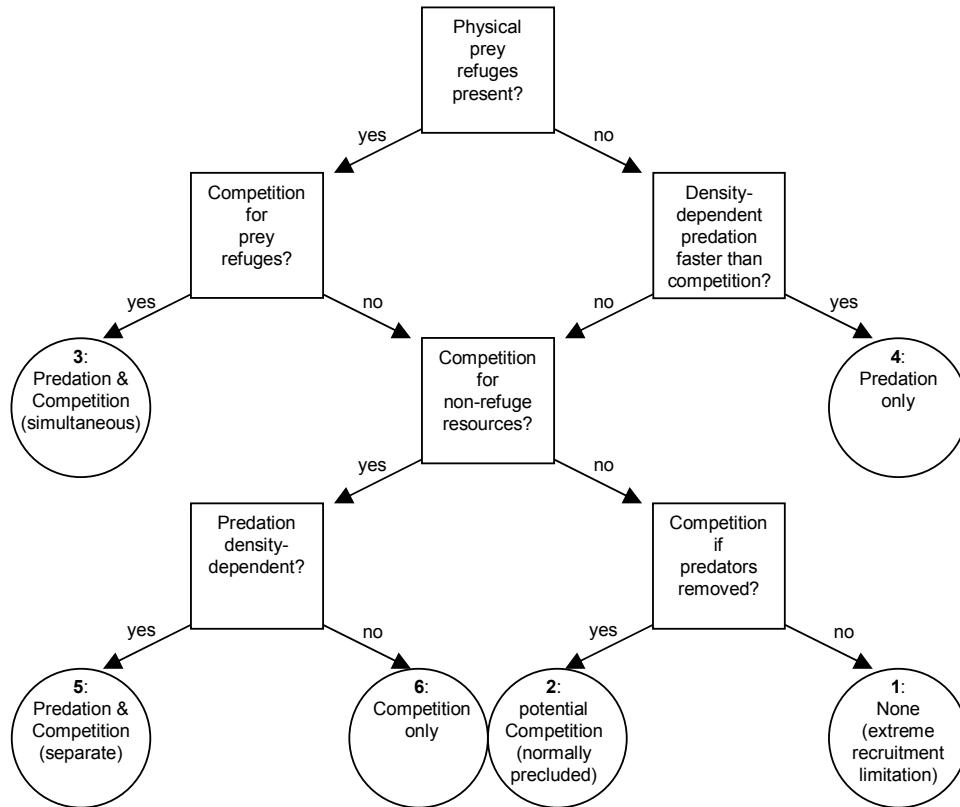 Physical
prey
refuges
present?
yes
no
Competition
for
prey
refuges?
Density-
dependent
predation
faster than
competition?
yes
no
no
yes
3:
Predation &
Competition
(simultaneous)
Competition
for
non-refuge
resources?
4:
Predation
only
yes
no
Predation
density-
dependent?
Competition
if
predators
removed?
yes
no
yes
no
5:
Predation &
Competition
(separate)
6:
Competition
only
2:
potential
Competition
(normally
precluded)
1:
None
(extreme
recruitment
limitation)